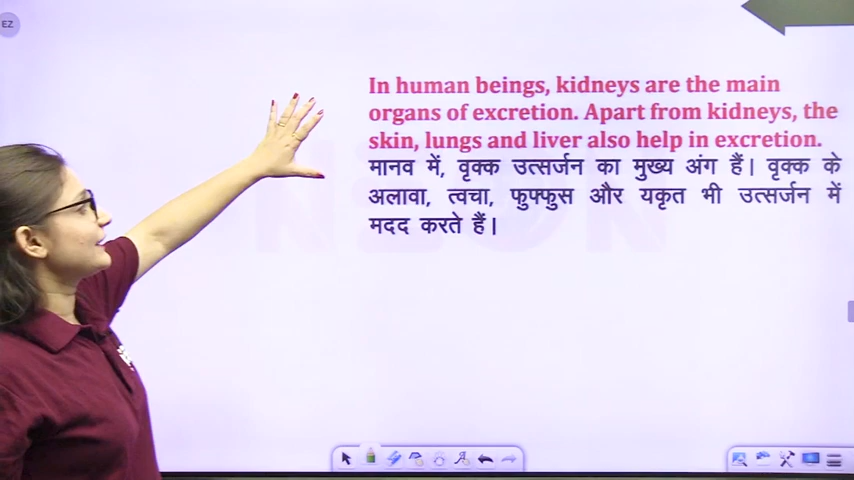 EZ
In human beings, kidneys are the main
organs of excretion. Apart from kidneys, the
skin, lungs and liver also help in excretion.
मानव में, वृक्क उत्सर्जन का मुख्य अंग हैं। वृक्क के
अलावा, त्वचा, फुफ्फुस और यकृत भी उत्सर्जन में
मदद करते हैं।